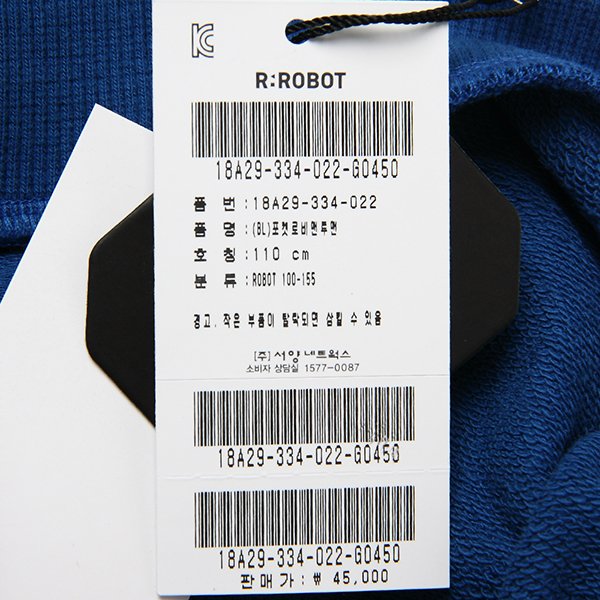 KC
R:ROBOT
18A29-334-022-G0450
품 번 : 18A29-334-022
품 명 : (BL)포켓로비맨투맨
호 칭 : 110 cm
분 류 : ROBOT 100-155
경고, 작은 부품이 탈락되면 삼킬 수 있음
(주) 서양네트웍스
소비자 상담실 1577-0087
18A29-334-022-G0450
18A29-334-022-G0450
판매가 : ₩ 45,000